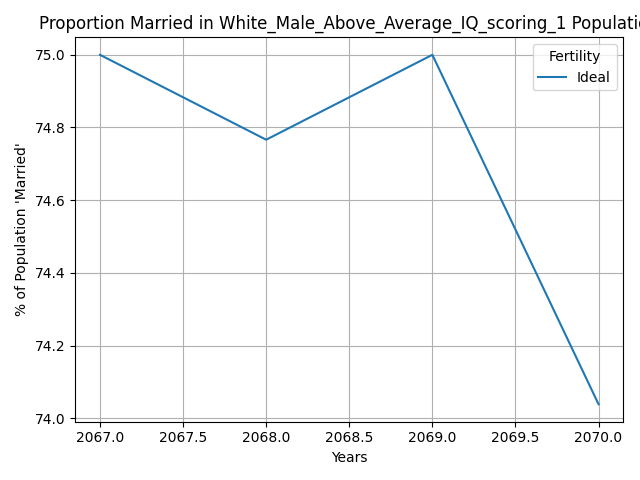 Proportion Married in White_Male_Above_Average_IQ_scoring_1 Populati
Fertility
Ideal
% of Population 'Married'
75.0
74.8
74.6
74.4
74.2
74.0
2067.0 2067.5 2068.0 2068.5 2069.0 2069.5 2070.0
Years